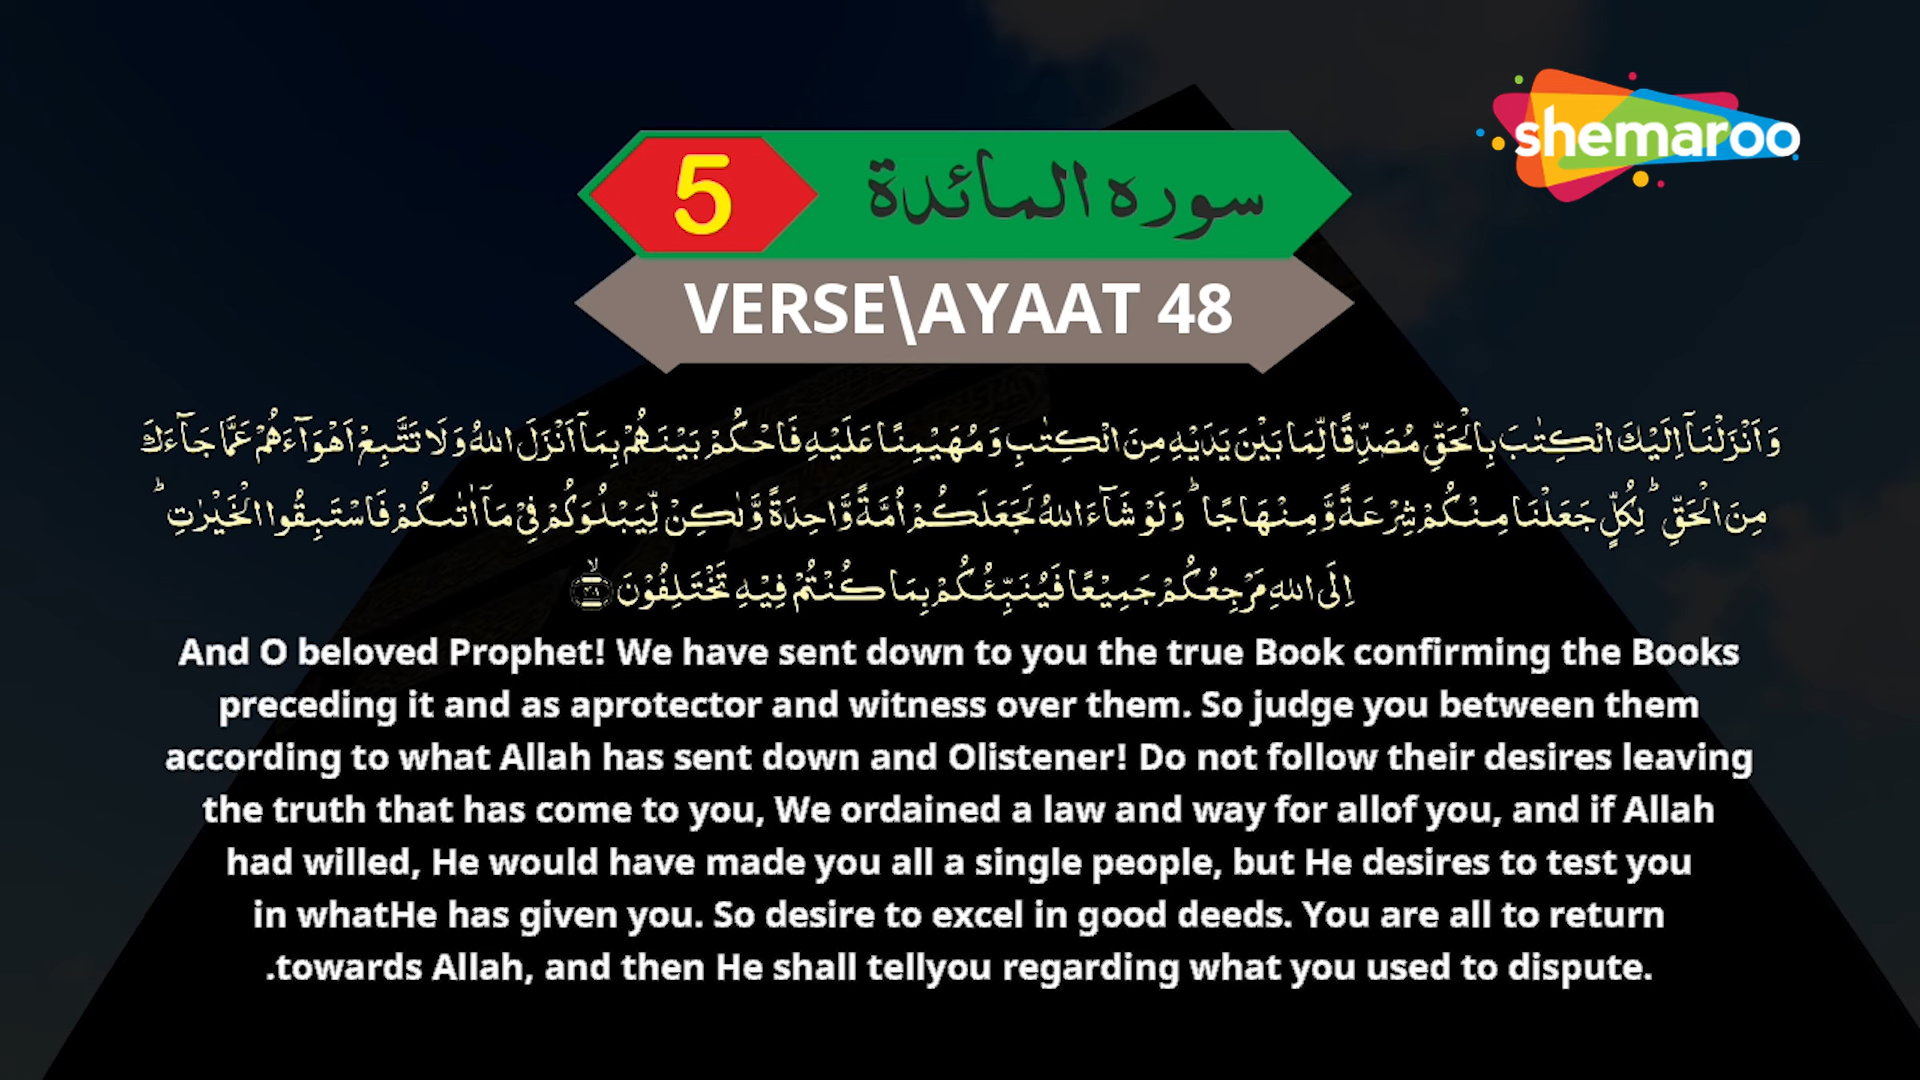 shemaroo
5 سوره المائدة
VERSE\AYAAT 48
وَاَنْزَلْنَاۤ اِلَیْكَ الْكِتٰبَ بِالْحَقِّ مُصَدِّقًا لِّمَا بَیْنَ یَدَیْهِ مِنَ الْكِتٰبِ وَمُهَیْمِنًا عَلَیْهِ فَاحْكُمْ بَیْنَهُمْ بِمَاۤ اَنْزَلَ اللهُ وَلَا تَتَّبِعْ اَهْوَآءَهُمْ عَمَّا جَآءَكَ
مِنَ الْحَقِّ ؕ لِكُلٍّ جَعَلْنَا مِنْكُمْ شِرْعَةً وَّمِنْهَاجًا ؕ وَلَوْ شَآءَ اللهُ لَجَعَلَكُمْ اُمَّةً وَّاحِدَةً وَّلٰكِنْ لِّیَبْلُوَكُمْ فِیْ مَاۤ اٰتٰىكُمْ فَاسْتَبِقُوا الْخَیْرٰتِ ؕ
اِلَی اللهِ مَرْجِعُكُمْ جَمِیْعًا فَیُنَبِّئُكُمْ بِمَا كُنْتُمْ فِیْهِ تَخْتَلِفُوْنَ ۙ﴿۴۸﴾
And O beloved Prophet! We have sent down to you the true Book confirming the Books
preceding it and as aprotector and witness over them. So judge you between them
according to what Allah has sent down and Olistener! Do not follow their desires leaving
the truth that has come to you, We ordained a law and way for allof you, and if Allah
had willed, He would have made you all a single people, but He desires to test you
in whatHe has given you. So desire to excel in good deeds. You are all to return
.towards Allah, and then He shall tellyou regarding what you used to dispute.